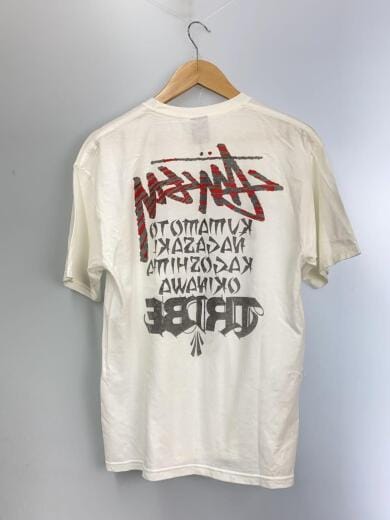 Stüssy
KUMAMOTO
NAGASAKI
KAGOSHIMA
OKINAWA
TRIBE